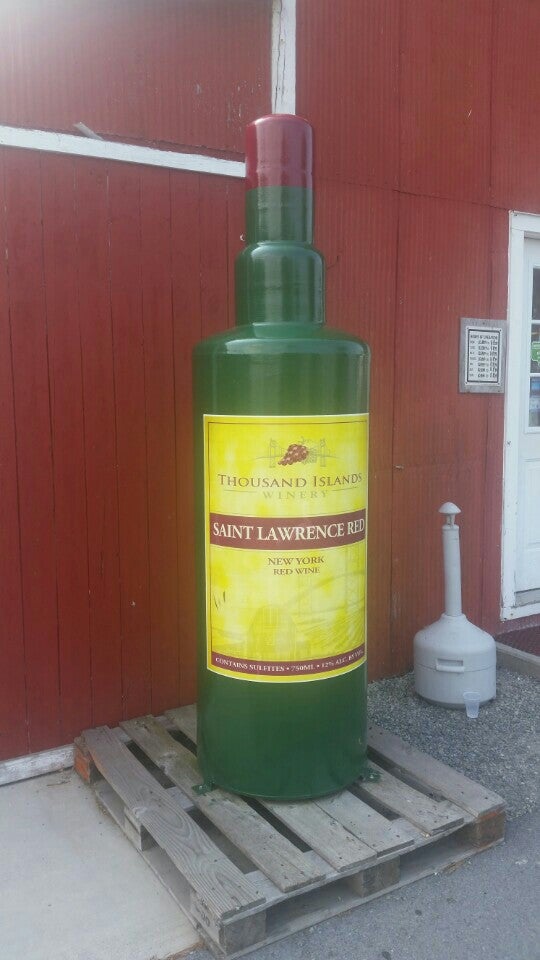 THOUSAND ISLANDS
WINERY
SAINT LAWRENCE RED
NEW YORK
RED WINE
CONTAINS SULFITES • 750ML • 12% ALC. BY VOL.